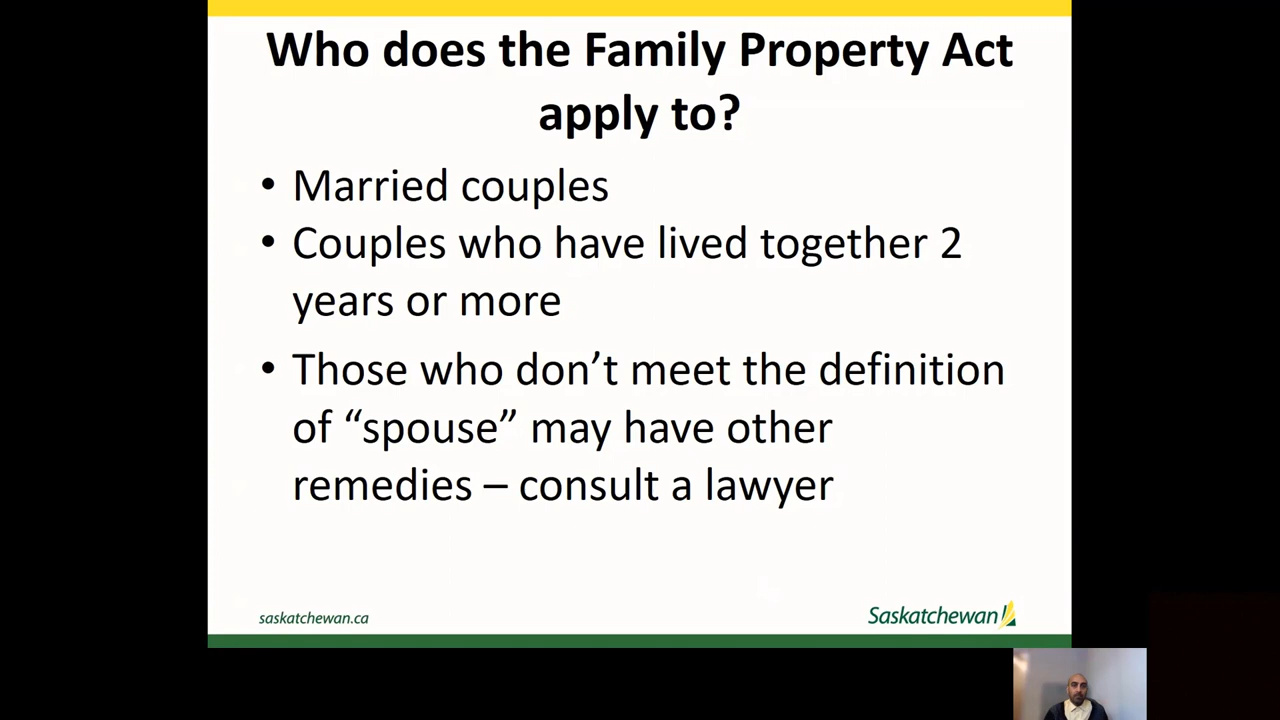 Who does the Family Property Act
apply to?
• Married couples
• Couples who have lived together 2
years or more
• Those who don’t meet the definition
of “spouse” may have other
remedies – consult a lawyer
saskatchewan.ca
Saskatchewan